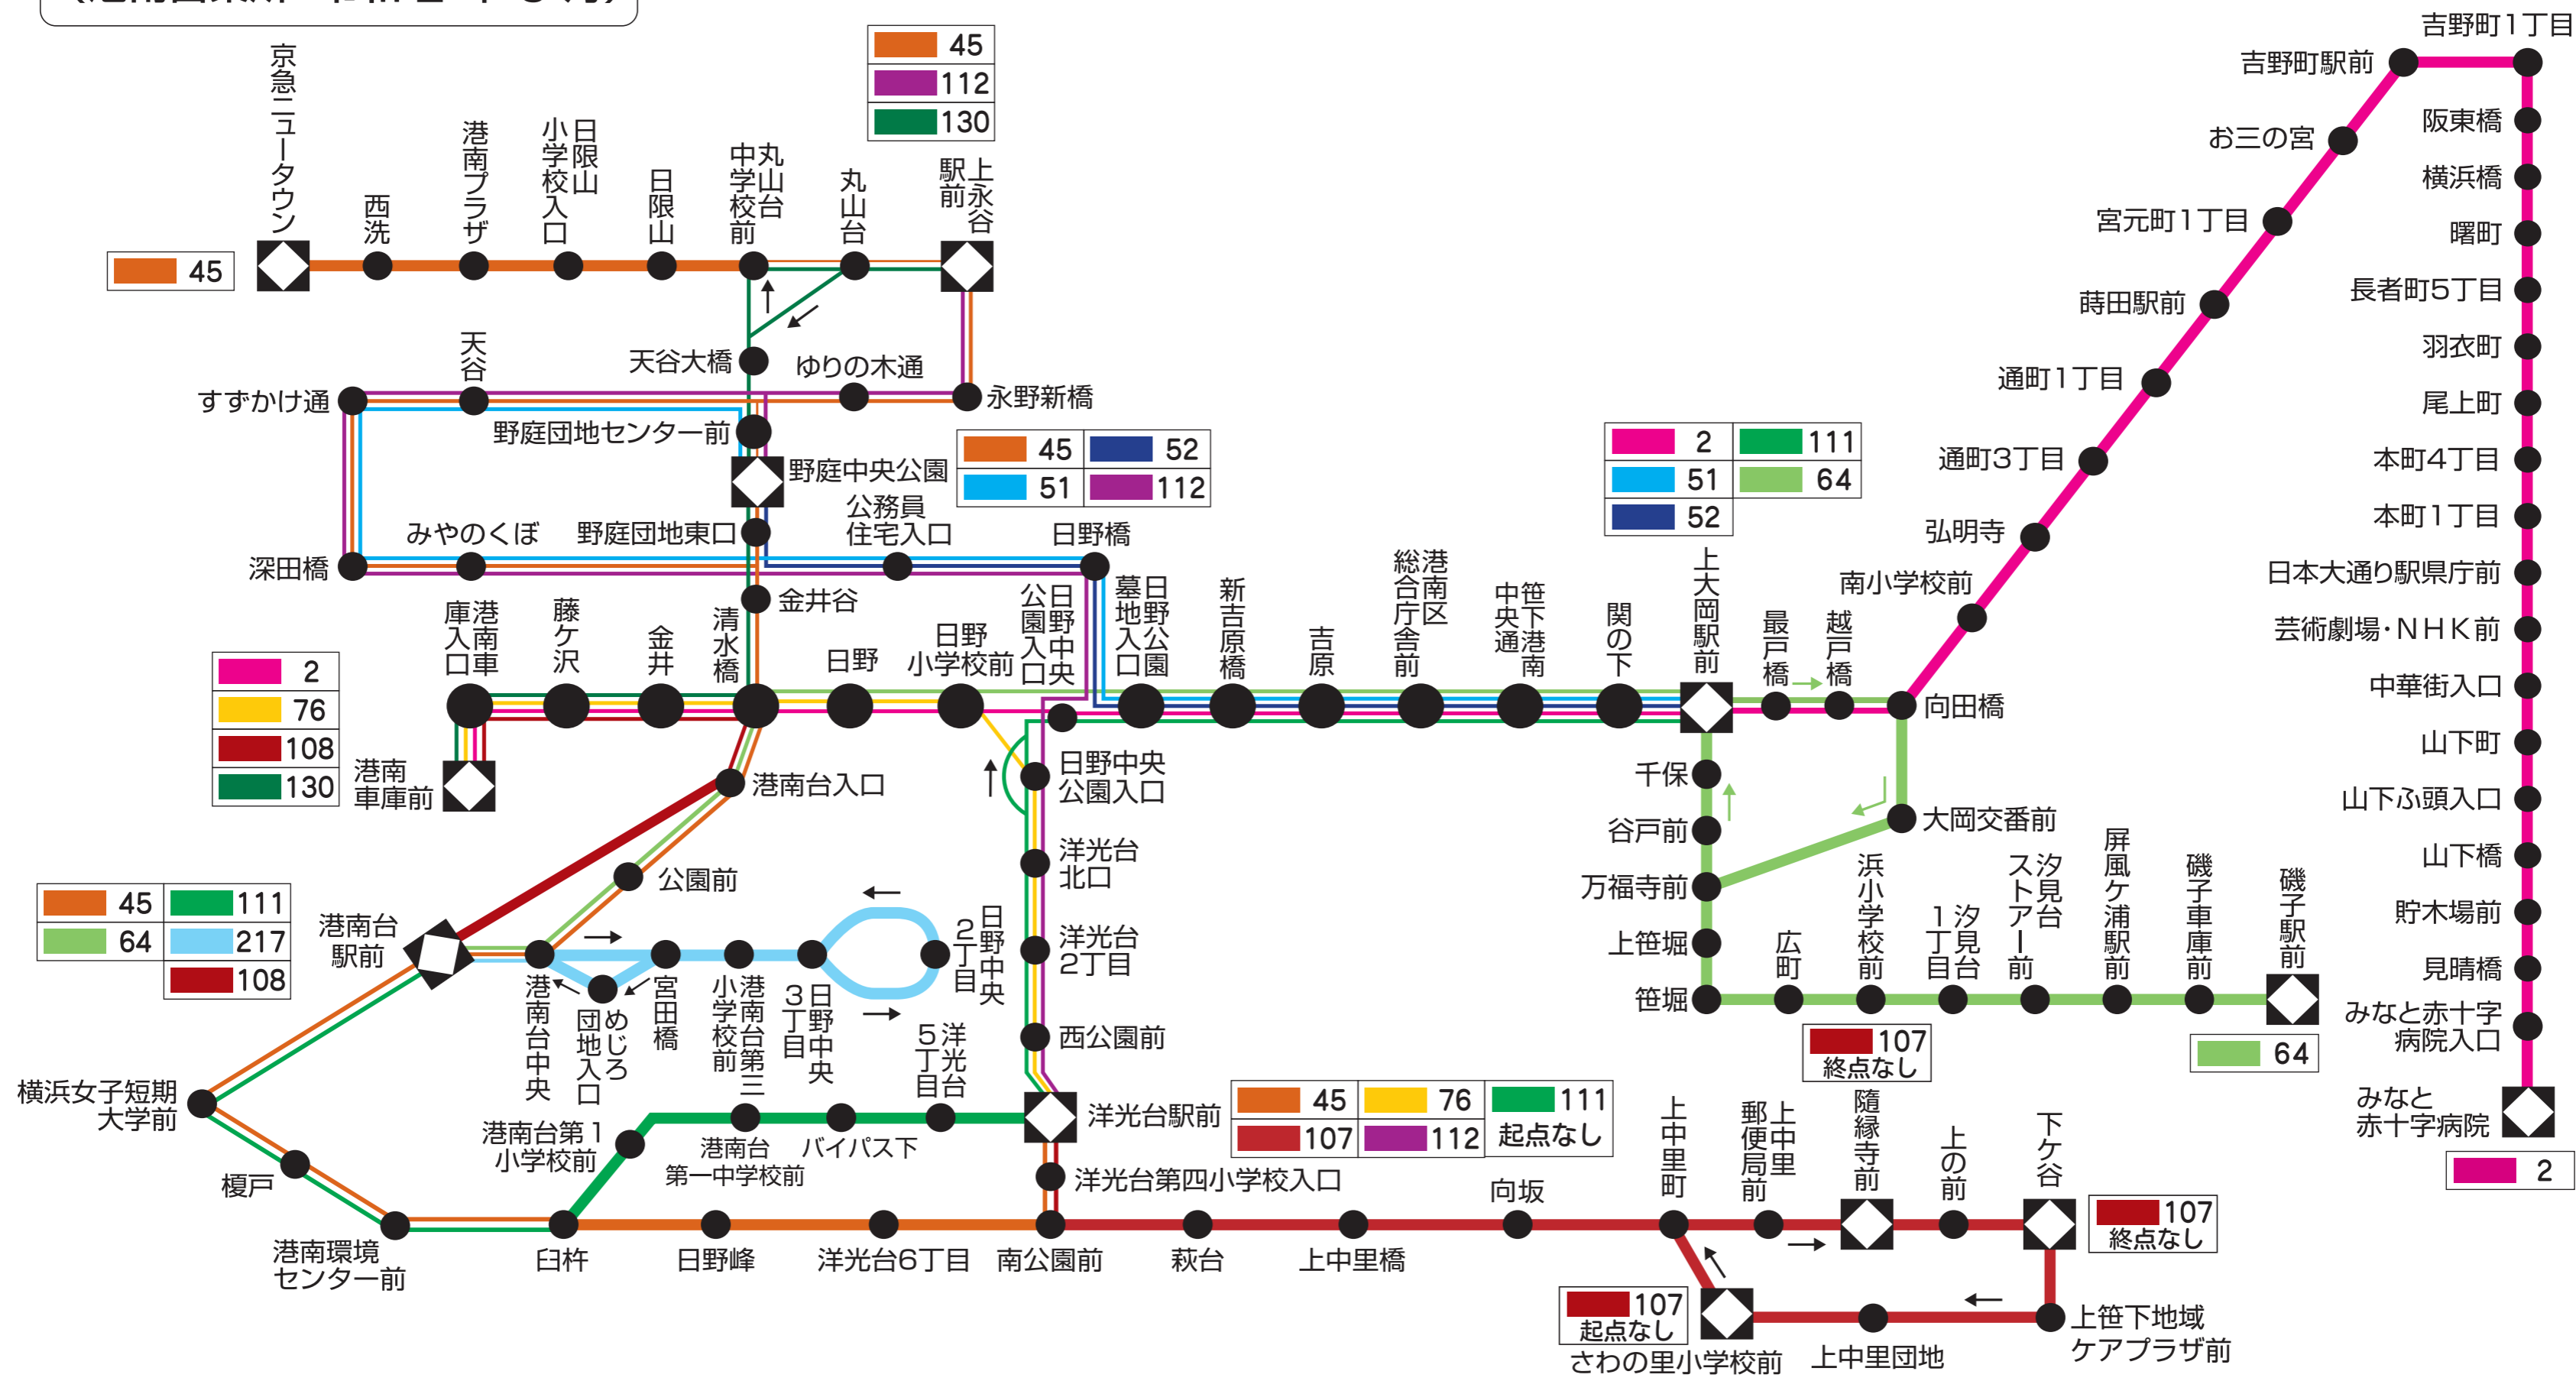 45
112
130
京急ニュータウン
西洗
港南プラザ
日限山
小学校入口
日限山
丸山台
中学校前
丸山台
上永谷
駅前
45
天谷大橋
ゆりの木通
天谷
すずかけ通
永野新橋
野庭団地センター前
野庭中央公園
45
52
51
112
公務員
住宅入口
みやのくぼ
野庭団地東口
日野橋
深田橋
金井谷
港南車
庫入口
藤ケ沢
金井
清水橋
日野
日野
小学校前
日野中央
公園入口
日野公園
墓地入口
新吉原橋
吉原
港南区
総合庁舎前
笹下港南
中央通
関の下
上大岡駅前
2
111
51
64
52
最戸橋
越戸橋
向田橋
南小学校前
弘明寺
通町3丁目
通町1丁目
蒔田駅前
宮元町1丁目
お三の宮
吉野町駅前
吉野町1丁目
阪東橋
横浜橋
曙町
長者町5丁目
羽衣町
尾上町
本町4丁目
本町1丁目
日本大通り駅県庁前
芸術劇場・NHK前
中華街入口
山下町
山下ふ頭入口
山下橋
貯木場前
見晴橋
みなと赤十字
病院入口
みなと
赤十字病院
2
2
76
108
130
港南
車庫前
港南台入口
公園前
日野中央
公園入口
洋光台
北口
洋光台
2丁目
西公園前
千保
谷戸前
万福寺前
上笹堀
笹堀
大岡交番前
広町
浜小学校前
汐見台
1丁目
汐見台
ストアー前
屏風ケ浦駅前
磯子車庫前
磯子駅前
64
107
終点なし
45
111
64
217
108
港南台
駅前
港南台中央
めじろ
団地入口
宮田橋
港南台第三
小学校前
日野中央
3丁目
日野中央
2丁目
洋光台
5丁目
横浜女子短期
大学前
榎戸
港南環境
センター前
港南台第1
小学校前
港南台
第一中学校前
バイパス下
洋光台駅前
45
76
111
107
112
起点なし
洋光台第四小学校入口
臼杵
日野峰
洋光台6丁目
南公園前
萩台
上中里橋
向坂
上中里町
上中里
郵便局前
隨縁寺前
上の前
下ケ谷
107
終点なし
107
起点なし
さわの里小学校前
上中里団地
上笹下地域
ケアプラザ前